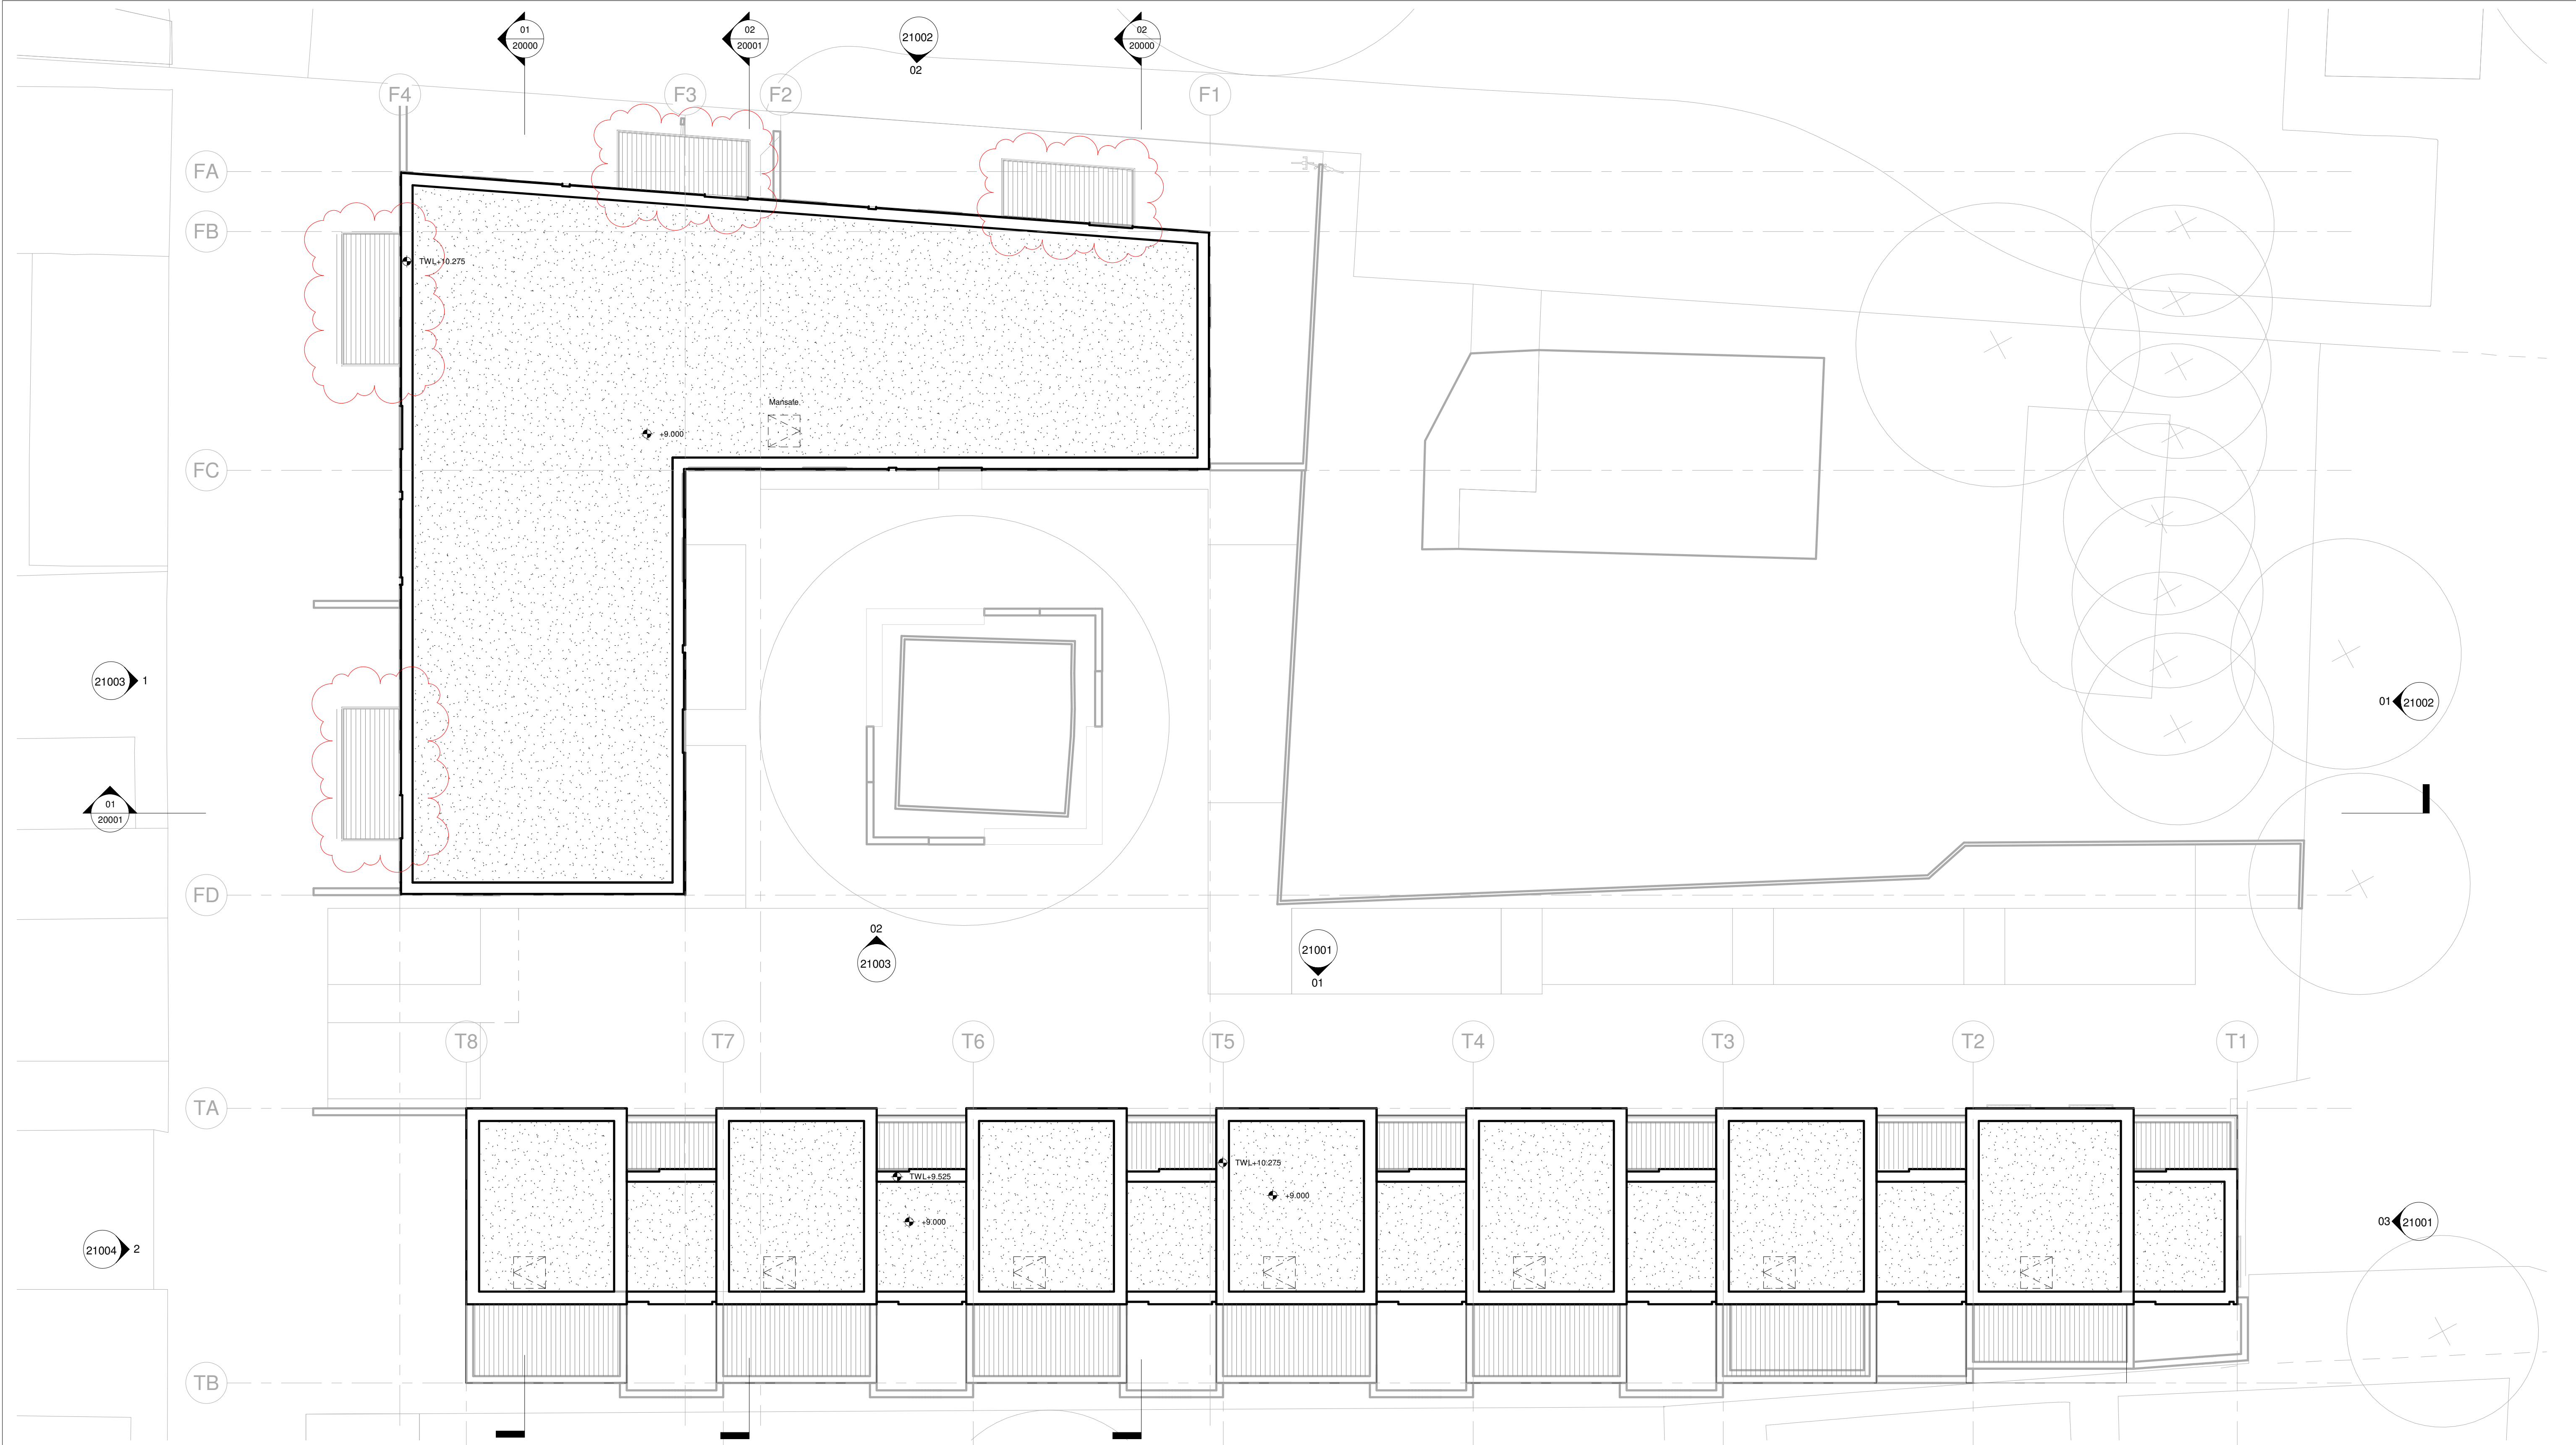 01
20000
02
20001
21002
02
02
20000
F4
F3
F2
F1
FA
FB
TWL+10.275
Mansafe
+9.000
FC
21003
1
01
21002
01
20001
FD
02
21003
21001
01
T8
T7
T6
T5
T4
T3
T2
T1
TA
TWL+10.275
TWL+9.525
+9.000
+9.000
03
21001
21004
2
TB